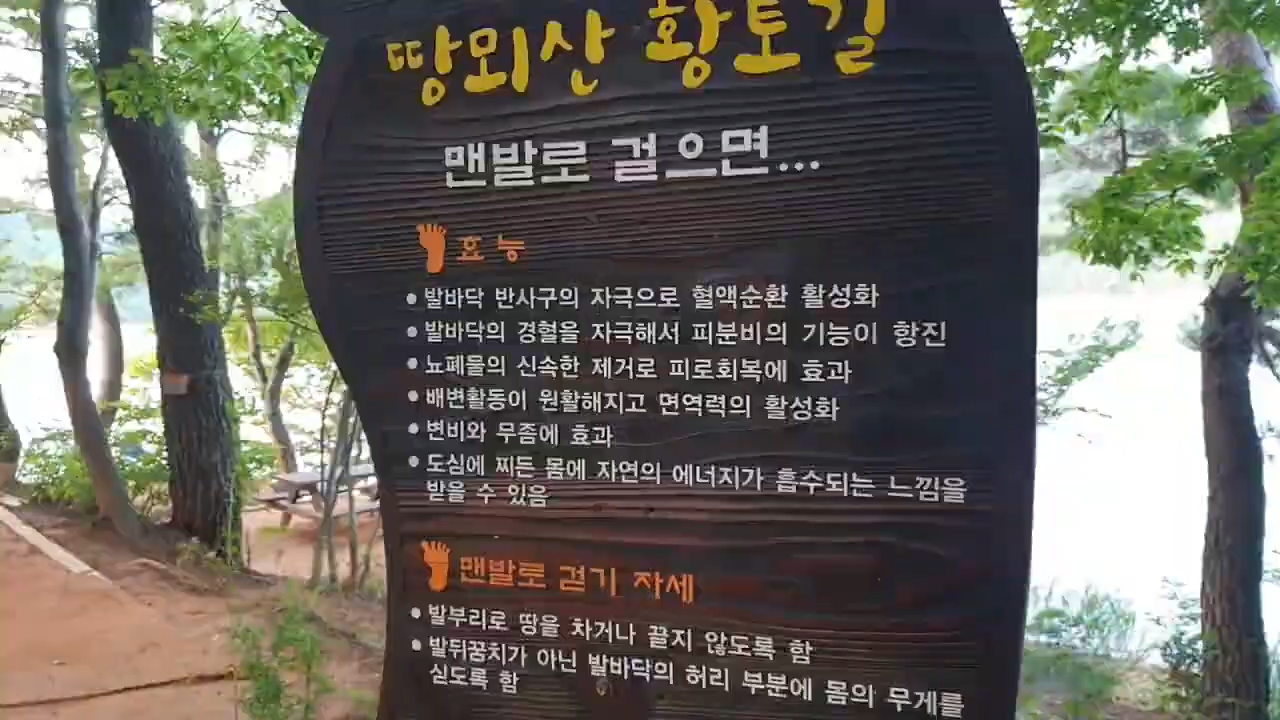 땅뫼산 황토길
맨발로 걸으면...
효능
• 발바닥 반사구의 자극으로 혈액순환 활성화
• 발바닥의 경혈을 자극해서 피분비의 기능이 항진
• 뇨폐물의 신속한 제거로 피로회복에 효과
• 배변활동이 원활해지고 면역력의 활성화
• 변비와 무좀에 효과
• 도심에 찌든 몸에 자연의 에너지가 흡수되는 느낌을
받을 수 있음
맨발로 걷기 자세
• 발부리로 땅을 차거나 끌지 않도록 함
• 발뒤꿈치가 아닌 발바닥의 허리 부분에 몸의 무게를
싣도록 함